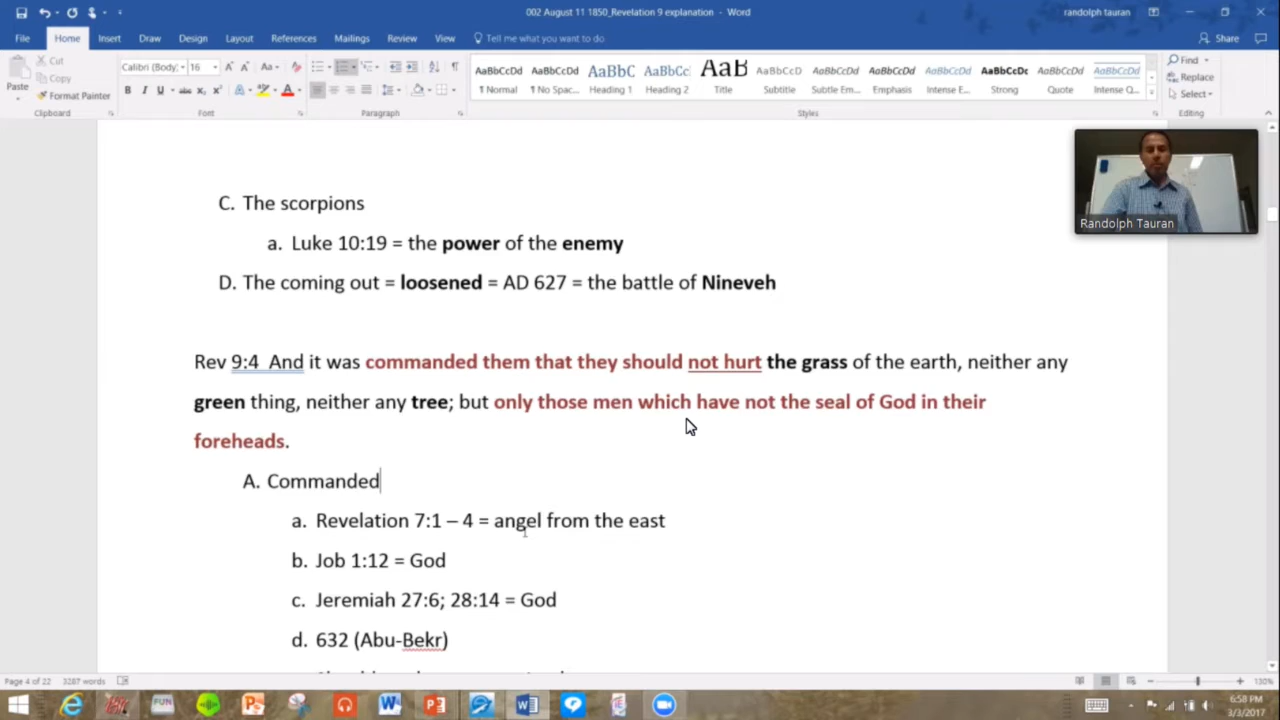 002 August 11 1850_Revelation 9 explanation - Word
randolph tauran
File Home Insert Draw Design Layout References Mailings Review View Tell me what you want to do Share
Paste
Cut
Copy
Format Painter
Clipboard
Calibri (Body) 16
Font
Paragraph
AaBbCcDd AaBbCcDd AaBbC AaBbCc AaB AaBbCcD AaBbCcDd AaBbCcDd AaBbCcDd AaBbCcDc AaBbCcDd AaBbCcDd
¶ Normal ¶ No Spac... Heading 1 Heading 2 Title Subtitle Subtle Em... Emphasis Intense E... Strong Quote Intense Q...
Styles
Find
Replace
Select
Editing
Randolph Tauran
C. The scorpions
a. Luke 10:19 = the power of the enemy
D. The coming out = loosened = AD 627 = the battle of Nineveh
Rev 9:4 And it was commanded them that they should not hurt the grass of the earth, neither any
green thing, neither any tree; but only those men which have not the seal of God in their
foreheads.
A. Commanded
a. Revelation 7:1 – 4 = angel from the east
b. Job 1:12 = God
c. Jeremiah 27:6; 28:14 = God
d. 632 (Abu-Bekr)
Page 4 of 22 3287 words
130%
6:58 PM
3/3/2017